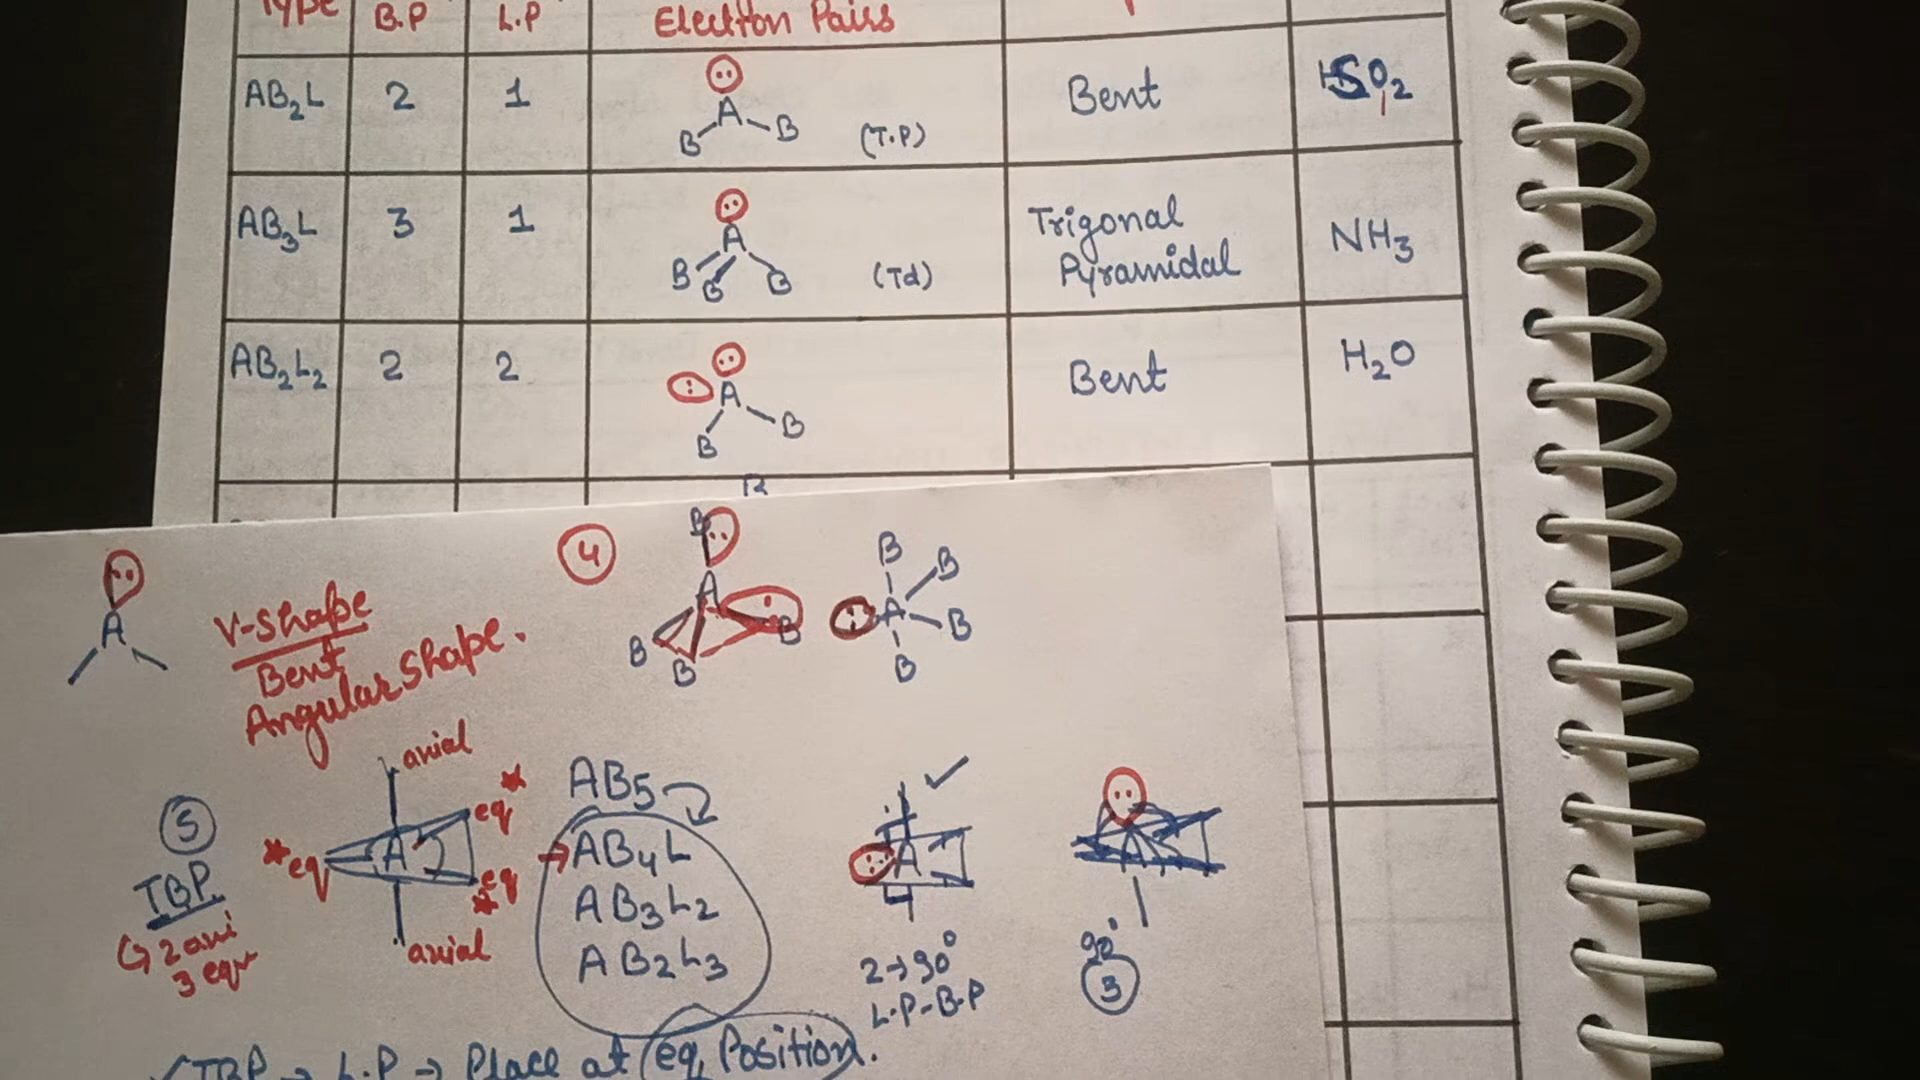 Type B.P L.P Electron Pairs
AB₂L 2 1 A B B (T.P) Bent SO₂
AB₃L 3 1 A B B B (Td) Trigonal Pyramidal NH₃
AB₂L₂ 2 2 A B B Bent H₂O
A
V-shape
Bent
Angular Shape.
4
B A B B B
B B A B B
5
TBP
2 axi
3 eqr
axial
eq*
*eq A
eq*
axial
AB5
→AB4L
AB3L2
AB2L3
A
2→90°
L.P-B.P
90°
3
TBP → L.P → Place at eq Position.